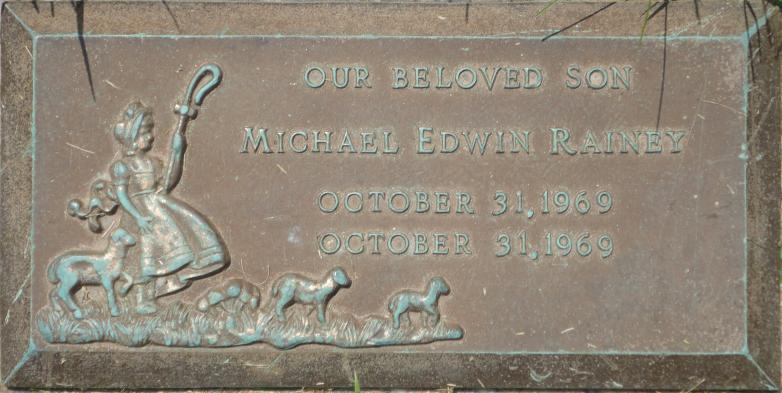 OUR BELOVED SON
MICHAEL EDWIN RAINEY
OCTOBER 31, 1969
OCTOBER 31, 1969